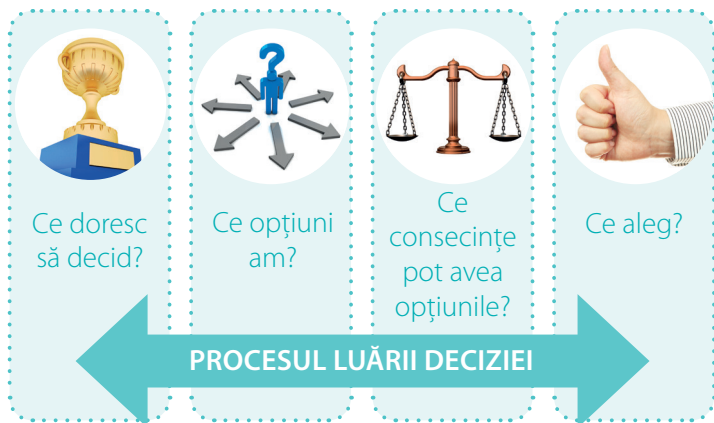 Ce doresc
să decid?
Ce opțiuni
am?
Ce
consecințe
pot avea
opțiunile?
Ce aleg?
PROCESUL LUĂRII DECIZIEI